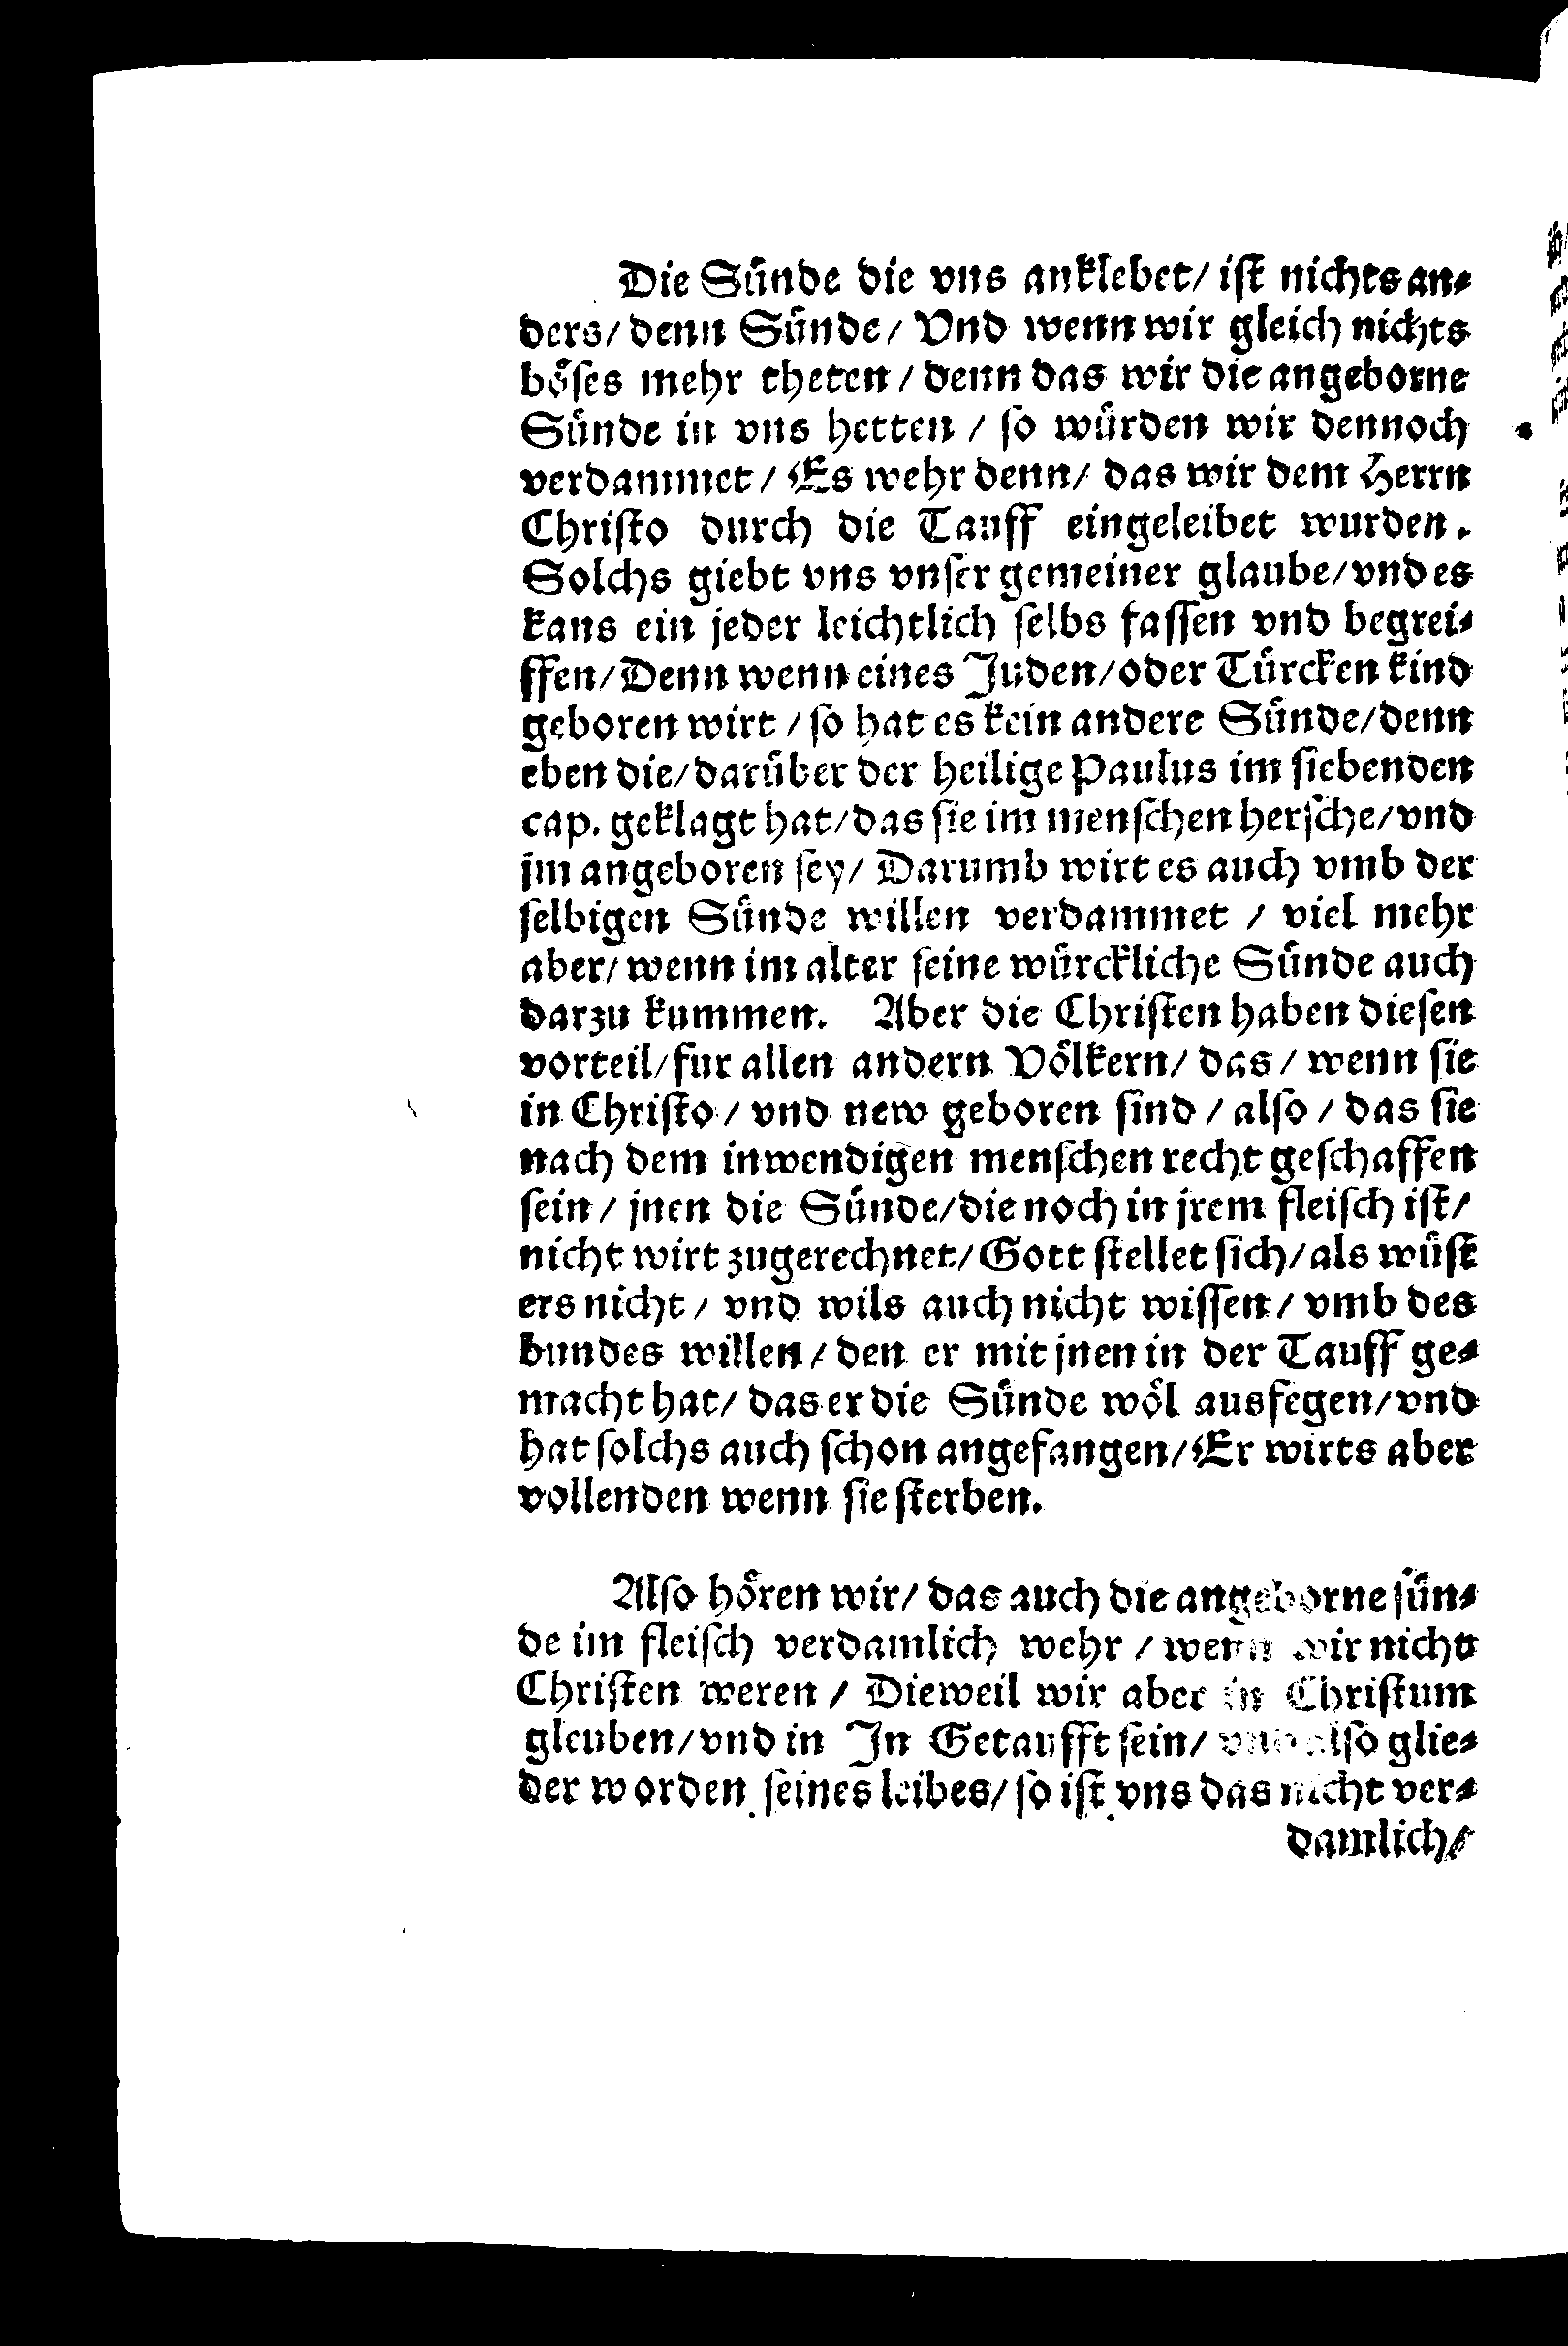 Die Sünde die vns anklebet/ iſt nichts an⸗
ders/ denn Sünde/ Vnd wenn wir gleich nichts
böſes mehr theten/ denn das wir die angeborne
Sünde in vns hetten/ ſo würden wir dennoch
verdammet/ Es wehr denn/ das wir dem Herrn
Chriſto durch die Tauff eingeleibet wurden.
Solchs giebt vns vnſer gemeiner glaube/ vnd es
kans ein jeder leichtlich ſelbs faſſen vnd begrei⸗
ffen/ Denn wenn eines Juden/ oder Türcken kind
geboren wirt/ ſo hat es kein andere Sünde/ denn
eben die/ darüber der heilige Paulus im ſiebenden
cap. geklagt hat/ das ſie im menſchen herſche/ vnd
jm angeboren ſey/ Darumb wirt es auch vmb der
ſelbigen Sünde willen verdammet/ viel mehr
aber/ wenn im alter ſeine würckliche Sünde auch
darzu kummen. Aber die Chriſten haben dieſen
vorteil/ fur allen andern Völkern/ das/ wenn ſie
in Chriſto/ vnd new geboren ſind/ alſo/ das ſie
nach dem inwendigen menſchen recht geſchaffen
ſein/ jnen die Sünde/ die noch in jrem fleiſch iſt/
nicht wirt zugerechnet/ Gott ſtellet ſich/ als wüſt
ers nicht/ vnd wils auch nicht wiſſen/ vmb des
bundes willen/ den er mit jnen in der Tauff ge⸗
macht hat/ das er die Sünde wöl ausfegen/ vnd
hat ſolchs auch ſchon angefangen/ Er wirts aber
vollenden wenn ſie ſterben.
Alſo hören wir/ das auch die angeborne ſün⸗
de im fleiſch verdamlich wehr/ wenn wir nicht
Chriſten weren/ Dieweil wir aber in Chriſtum
gleuben/ vnd in Jn Getaufft ſein/ vnd alſo glie⸗
der worden ſeines leibes/ ſo iſt vns das nicht ver⸗
damlich/